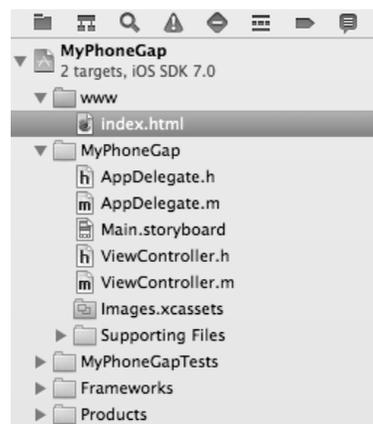 MyPhoneGap
2 targets, iOS SDK 7.0
www
index.html
MyPhoneGap
h AppDelegate.h
m AppDelegate.m
Main.storyboard
h ViewController.h
m ViewController.m
Images.xcassets
Supporting Files
MyPhoneGapTests
Frameworks
Products